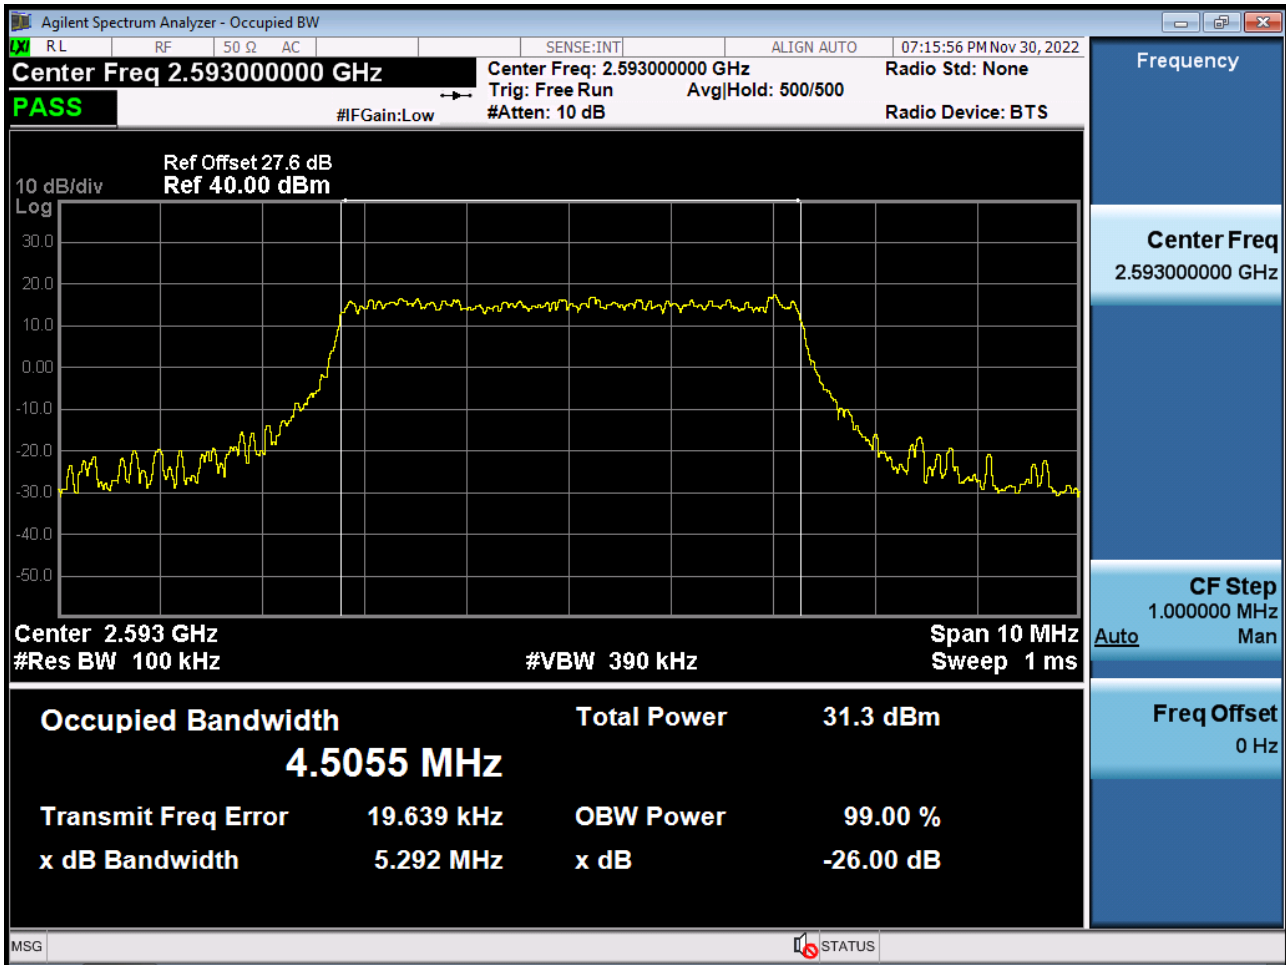 Agilent Spectrum Analyzer - Occupied BW
LXI RL RF 50 Ω AC SENSE:INT ALIGN AUTO 07:15:56 PM Nov 30, 2022
Center Freq 2.593000000 GHz
Center Freq: 2.593000000 GHz
Radio Std: None
Trig: Free Run Avg|Hold: 500/500
PASS
#IFGain:Low
#Atten: 10 dB
Radio Device: BTS
Ref Offset 27.6 dB
10 dB/div
Ref 40.00 dBm
Log
30.0
20.0
10.0
0.00
-10.0
-20.0
-30.0
-40.0
-50.0
Center 2.593 GHz
Span 10 MHz
#Res BW 100 kHz
#VBW 390 kHz
Sweep 1 ms
Occupied Bandwidth
Total Power 31.3 dBm
4.5055 MHz
Transmit Freq Error 19.639 kHz
OBW Power 99.00 %
x dB Bandwidth 5.292 MHz
x dB -26.00 dB
MSG
STATUS
Frequency
Center Freq
2.593000000 GHz
CF Step
1.000000 MHz
Auto Man
Freq Offset
0 Hz